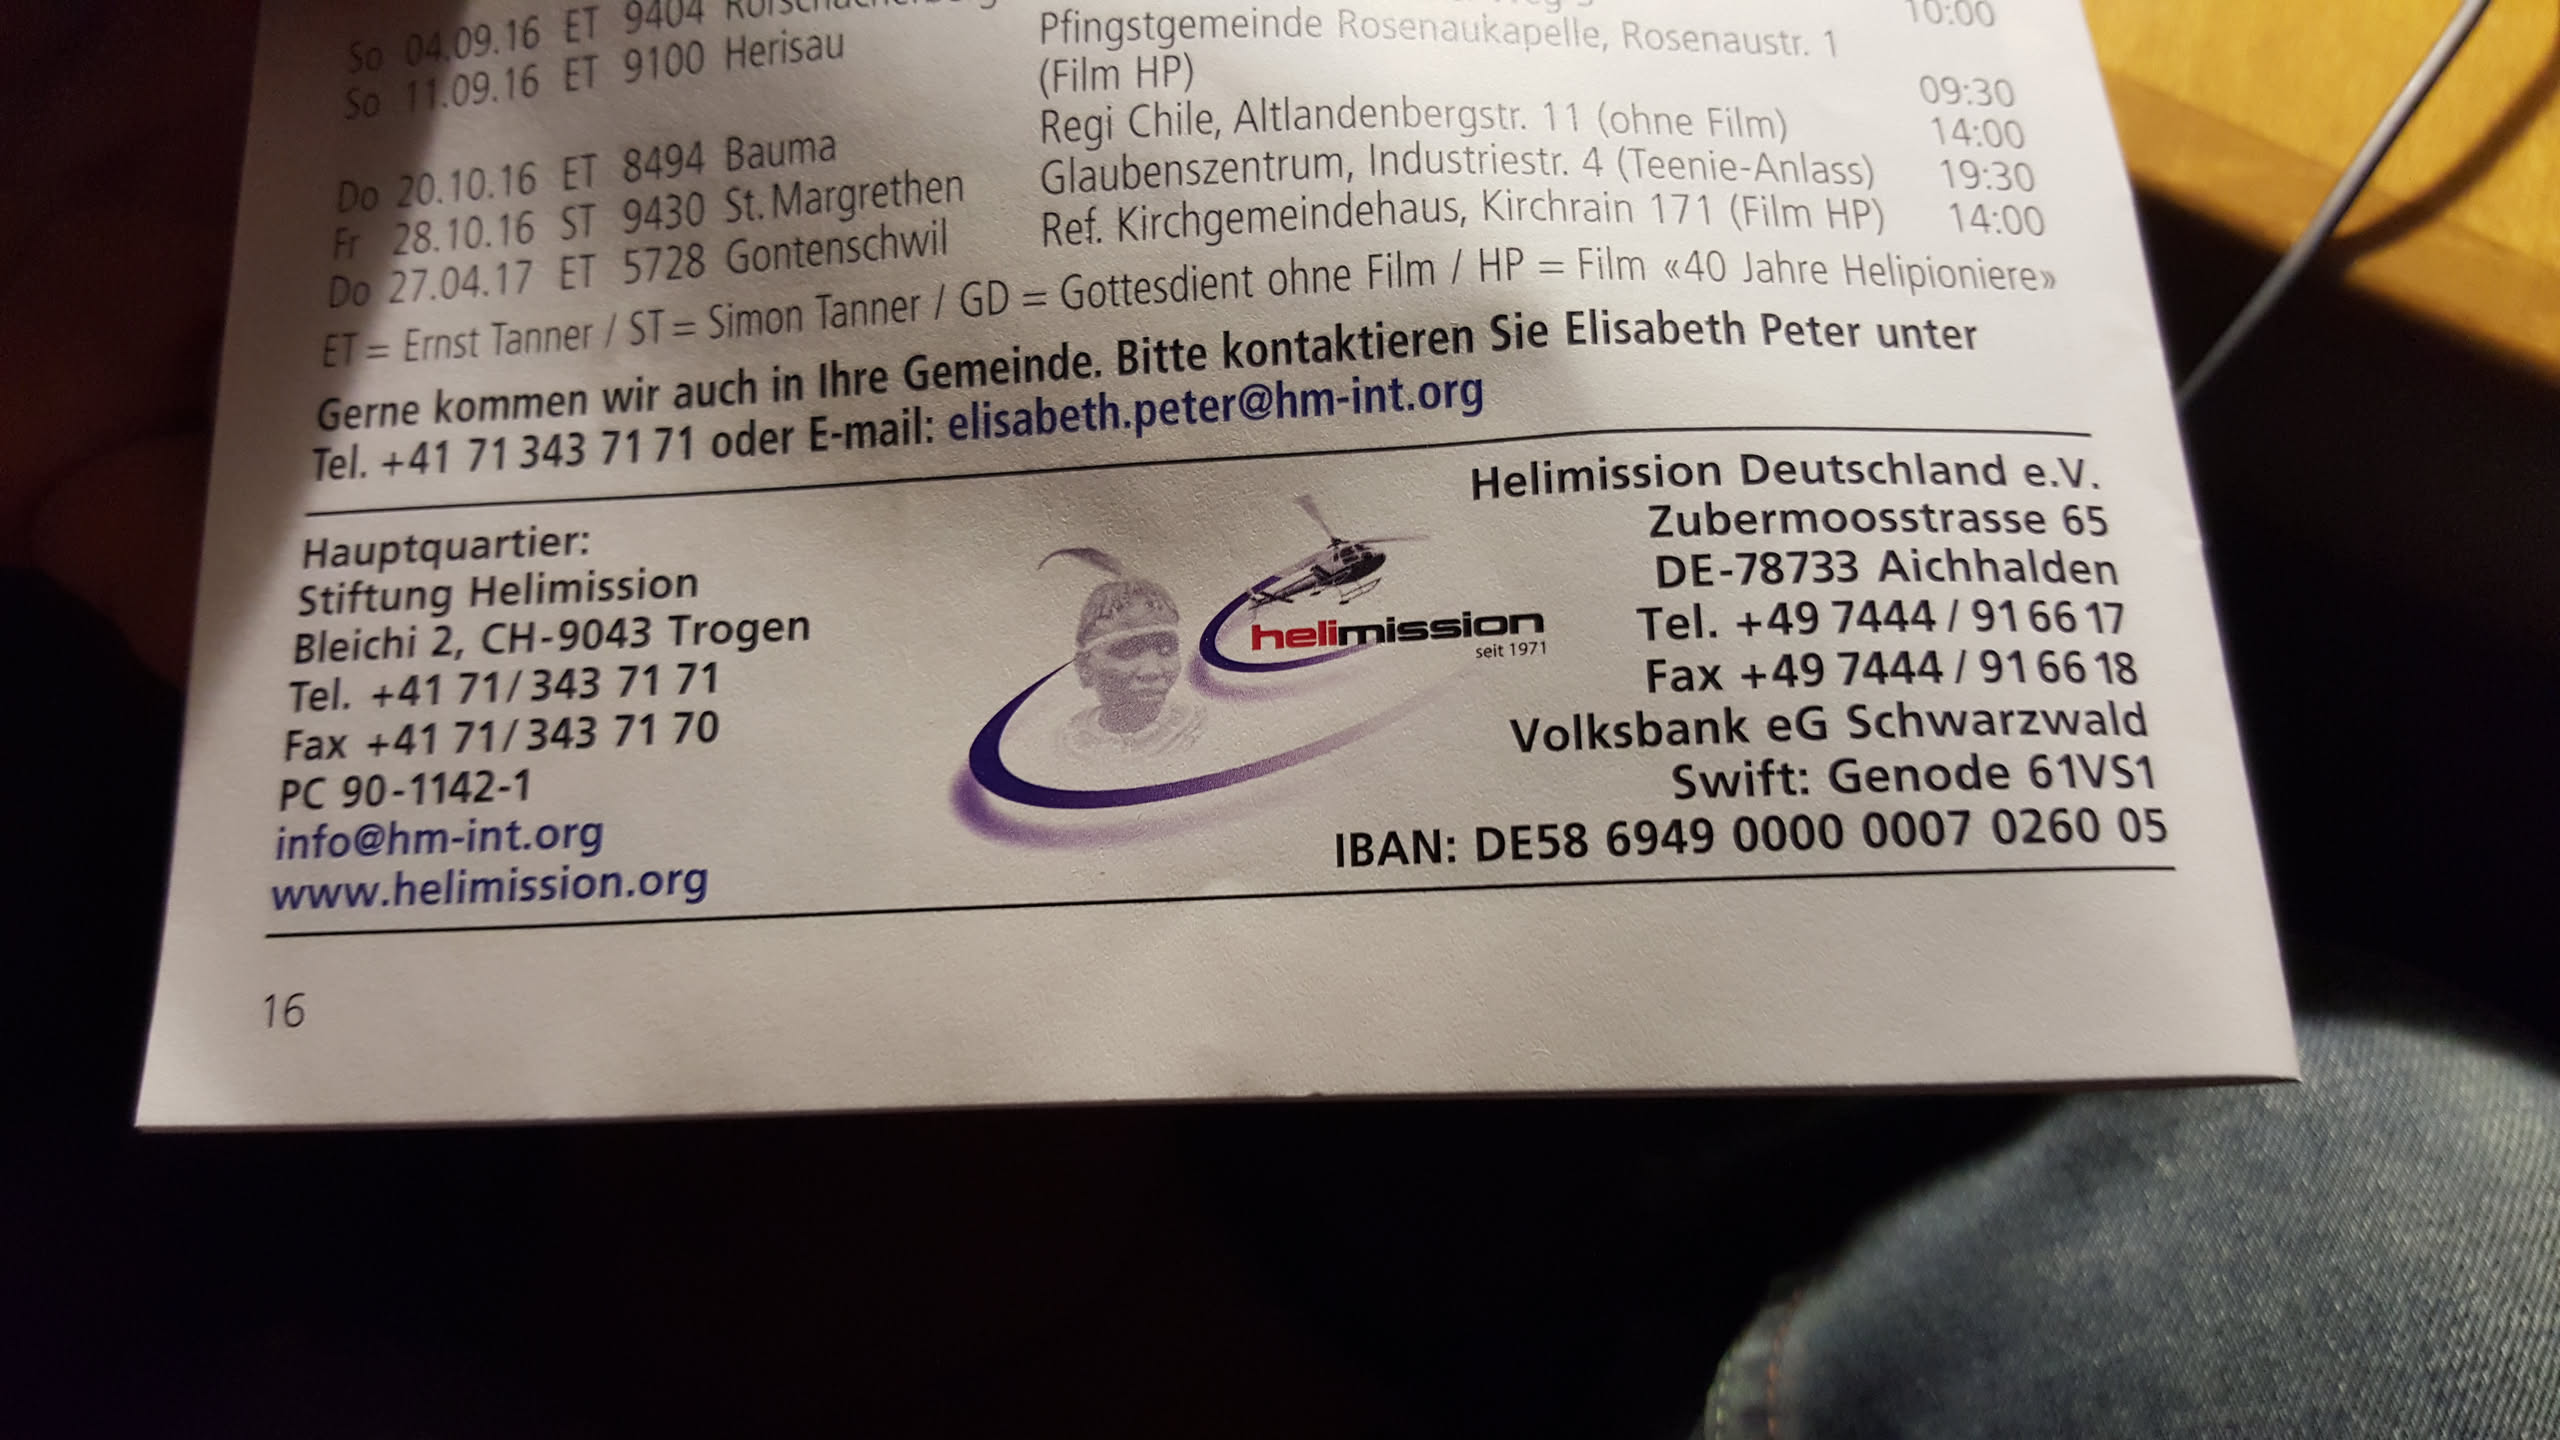 So 04.09.16 ET 9404
10:00
So 11.09.16 ET 9100 Herisau
Pfingstgemeinde Rosenaukapelle, Rosenaustr. 1
(Film HP)
09:30
Do 20.10.16 ET 8494 Bauma
Regi Chile, Altlandenbergstr. 11 (ohne Film)
14:00
Fr 28.10.16 ST 9430 St. Margrethen
Glaubenszentrum, Industriestr. 4 (Teenie-Anlass)
19:30
Do 27.04.17 ET 5728 Gontenschwil
Ref. Kirchgemeindehaus, Kirchrain 171 (Film HP)
14:00
ET = Ernst Tanner / ST = Simon Tanner / GD = Gottesdient ohne Film / HP = Film «40 Jahre Helipioniere»
Gerne kommen wir auch in Ihre Gemeinde. Bitte kontaktieren Sie Elisabeth Peter unter
Tel. +41 71 343 71 71 oder E-mail: elisabeth.peter@hm-int.org
Hauptquartier:
Stiftung Helimission
Bleichi 2, CH-9043 Trogen
Tel. +41 71/ 343 71 71
Fax +41 71/ 343 71 70
PC 90-1142-1
info@hm-int.org
www.helimission.org
helimission
seit 1971
Helimission Deutschland e.V.
Zubermoosstrasse 65
DE-78733 Aichhalden
Tel. +49 7444 / 91 66 17
Fax +49 7444 / 91 66 18
Volksbank eG Schwarzwald
Swift: Genode 61VS1
IBAN: DE58 6949 0000 0007 0260 05
16